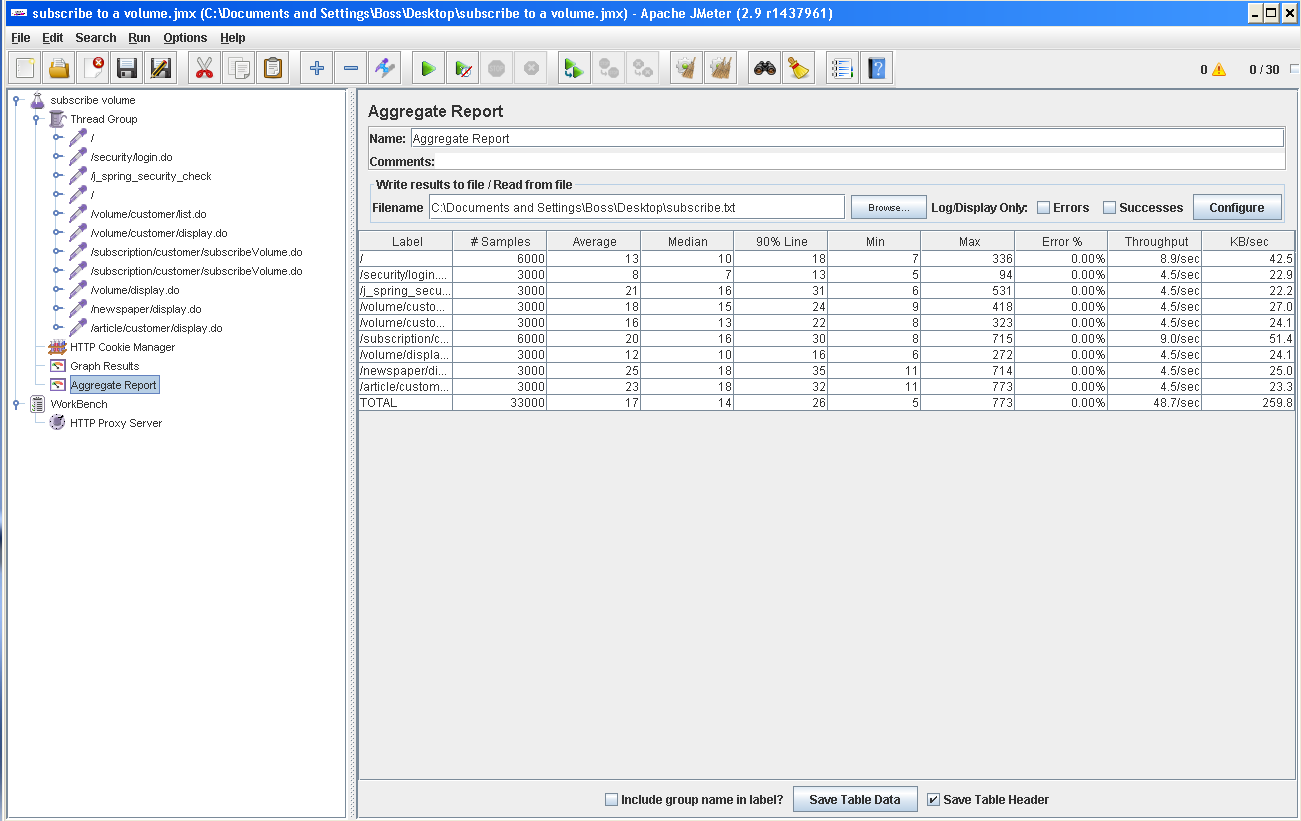 subscribe to a volume.jmx (C:\Documents and Settings\Boss\Desktop\subscribe to a volume.jmx) - Apache JMeter (2.9 r1437961)
File Edit Search Run Options Help
0 0 / 30
subscribe volume
Thread Group
/
/security/login.do
/j_spring_security_check
/
/volume/customer/list.do
/volume/customer/display.do
/subscription/customer/subscribeVolume.do
/subscription/customer/subscribeVolume.do
/volume/display.do
/newspaper/display.do
/article/customer/display.do
HTTP Cookie Manager
Graph Results
Aggregate Report
WorkBench
HTTP Proxy Server
Aggregate Report
Name: Aggregate Report
Comments:
Write results to file / Read from file
Filename C:\Documents and Settings\Boss\Desktop\subscribe.txt Browse... Log/Display Only: Errors Successes Configure
Label # Samples Average Median 90% Line Min Max Error % Throughput KB/sec
/ 6000 13 10 18 7 336 0.00% 8.9/sec 42.5
/security/login.... 3000 8 7 13 5 94 0.00% 4.5/sec 22.9
/j_spring_secu... 3000 21 16 31 6 531 0.00% 4.5/sec 22.2
/volume/custo... 3000 18 15 24 9 418 0.00% 4.5/sec 27.0
/volume/custo... 3000 16 13 22 8 323 0.00% 4.5/sec 24.1
/subscription/c... 6000 20 16 30 8 715 0.00% 9.0/sec 51.4
/volume/displa... 3000 12 10 16 6 272 0.00% 4.5/sec 24.1
/newspaper/di... 3000 25 18 35 11 714 0.00% 4.5/sec 25.0
/article/custom... 3000 23 18 32 11 773 0.00% 4.5/sec 23.3
TOTAL 33000 17 14 26 5 773 0.00% 48.7/sec 259.8
Include group name in label? Save Table Data Save Table Header